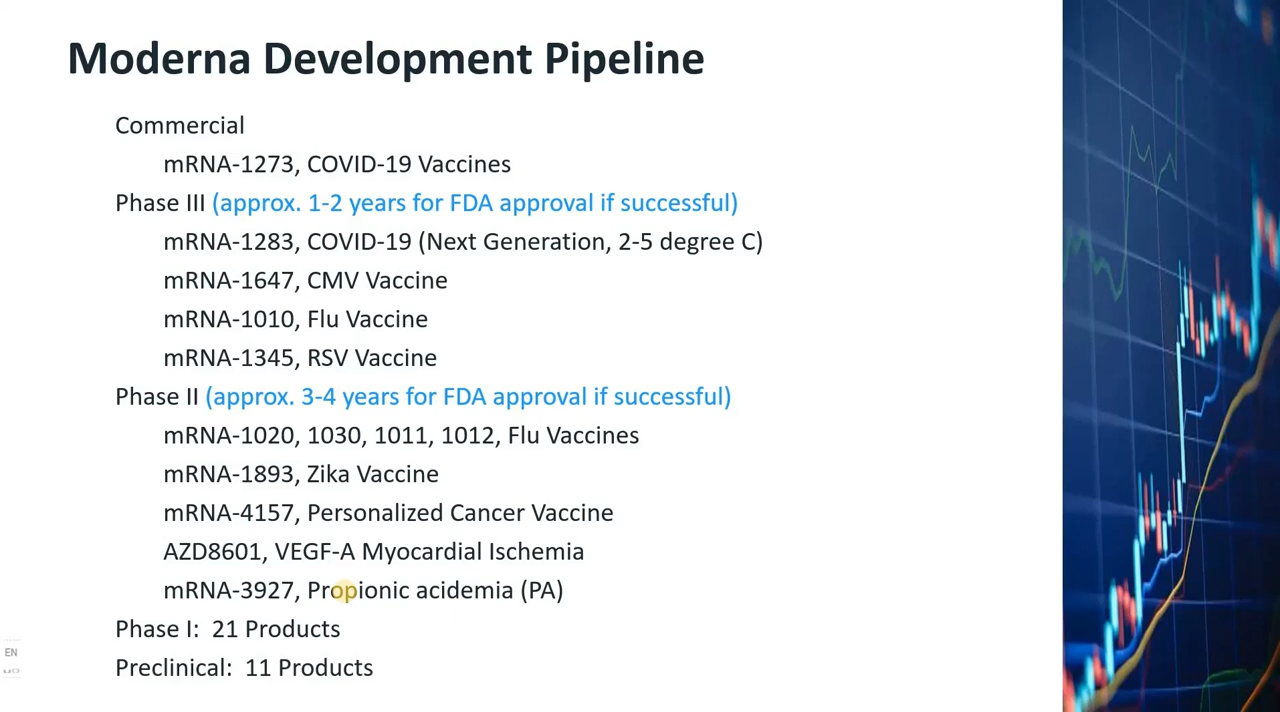 Moderna Development Pipeline
Commercial
mRNA-1273, COVID-19 Vaccines
Phase III (approx. 1-2 years for FDA approval if successful)
mRNA-1283, COVID-19 (Next Generation, 2-5 degree C)
mRNA-1647, CMV Vaccine
mRNA-1010, Flu Vaccine
mRNA-1345, RSV Vaccine
Phase II (approx. 3-4 years for FDA approval if successful)
mRNA-1020, 1030, 1011, 1012, Flu Vaccines
mRNA-1893, Zika Vaccine
mRNA-4157, Personalized Cancer Vaccine
AZD8601, VEGF-A Myocardial Ischemia
mRNA-3927, Propionic acidemia (PA)
Phase I:  21 Products
EN
Preclinical:  11 Products